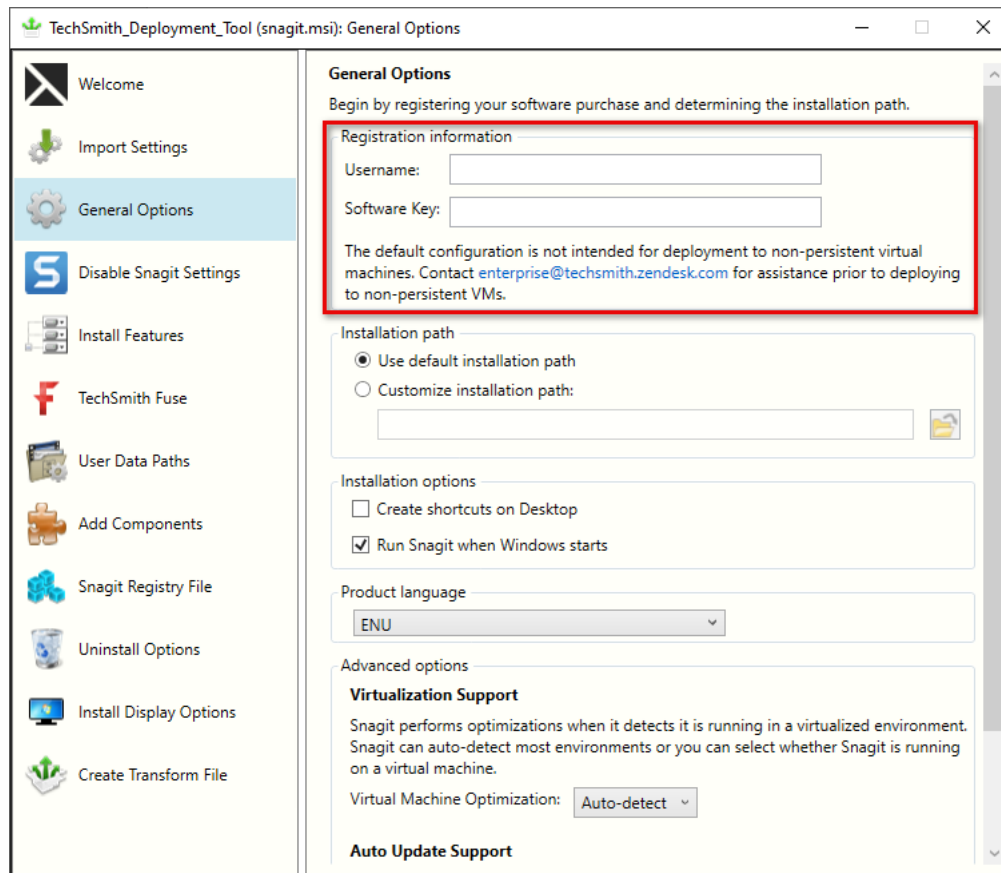 TechSmith_Deployment_Tool (snagit.msi): General Options
Welcome
Import Settings
General Options
Disable Snagit Settings
Install Features
TechSmith Fuse
User Data Paths
Add Components
Snagit Registry File
Uninstall Options
Install Display Options
Create Transform File
General Options
Begin by registering your software purchase and determining the installation path.
Registration information
Username:
Software Key:
The default configuration is not intended for deployment to non-persistent virtual
machines. Contact enterprise@techsmith.zendesk.com for assistance prior to deploying
to non-persistent VMs.
Installation path
Use default installation path
Customize installation path:
Installation options
Create shortcuts on Desktop
Run Snagit when Windows starts
Product language
ENU
Advanced options
Virtualization Support
Snagit performs optimizations when it detects it is running in a virtualized environment.
Snagit can auto-detect most environments or you can select whether Snagit is running
on a virtual machine.
Virtual Machine Optimization: Auto-detect
Auto Update Support